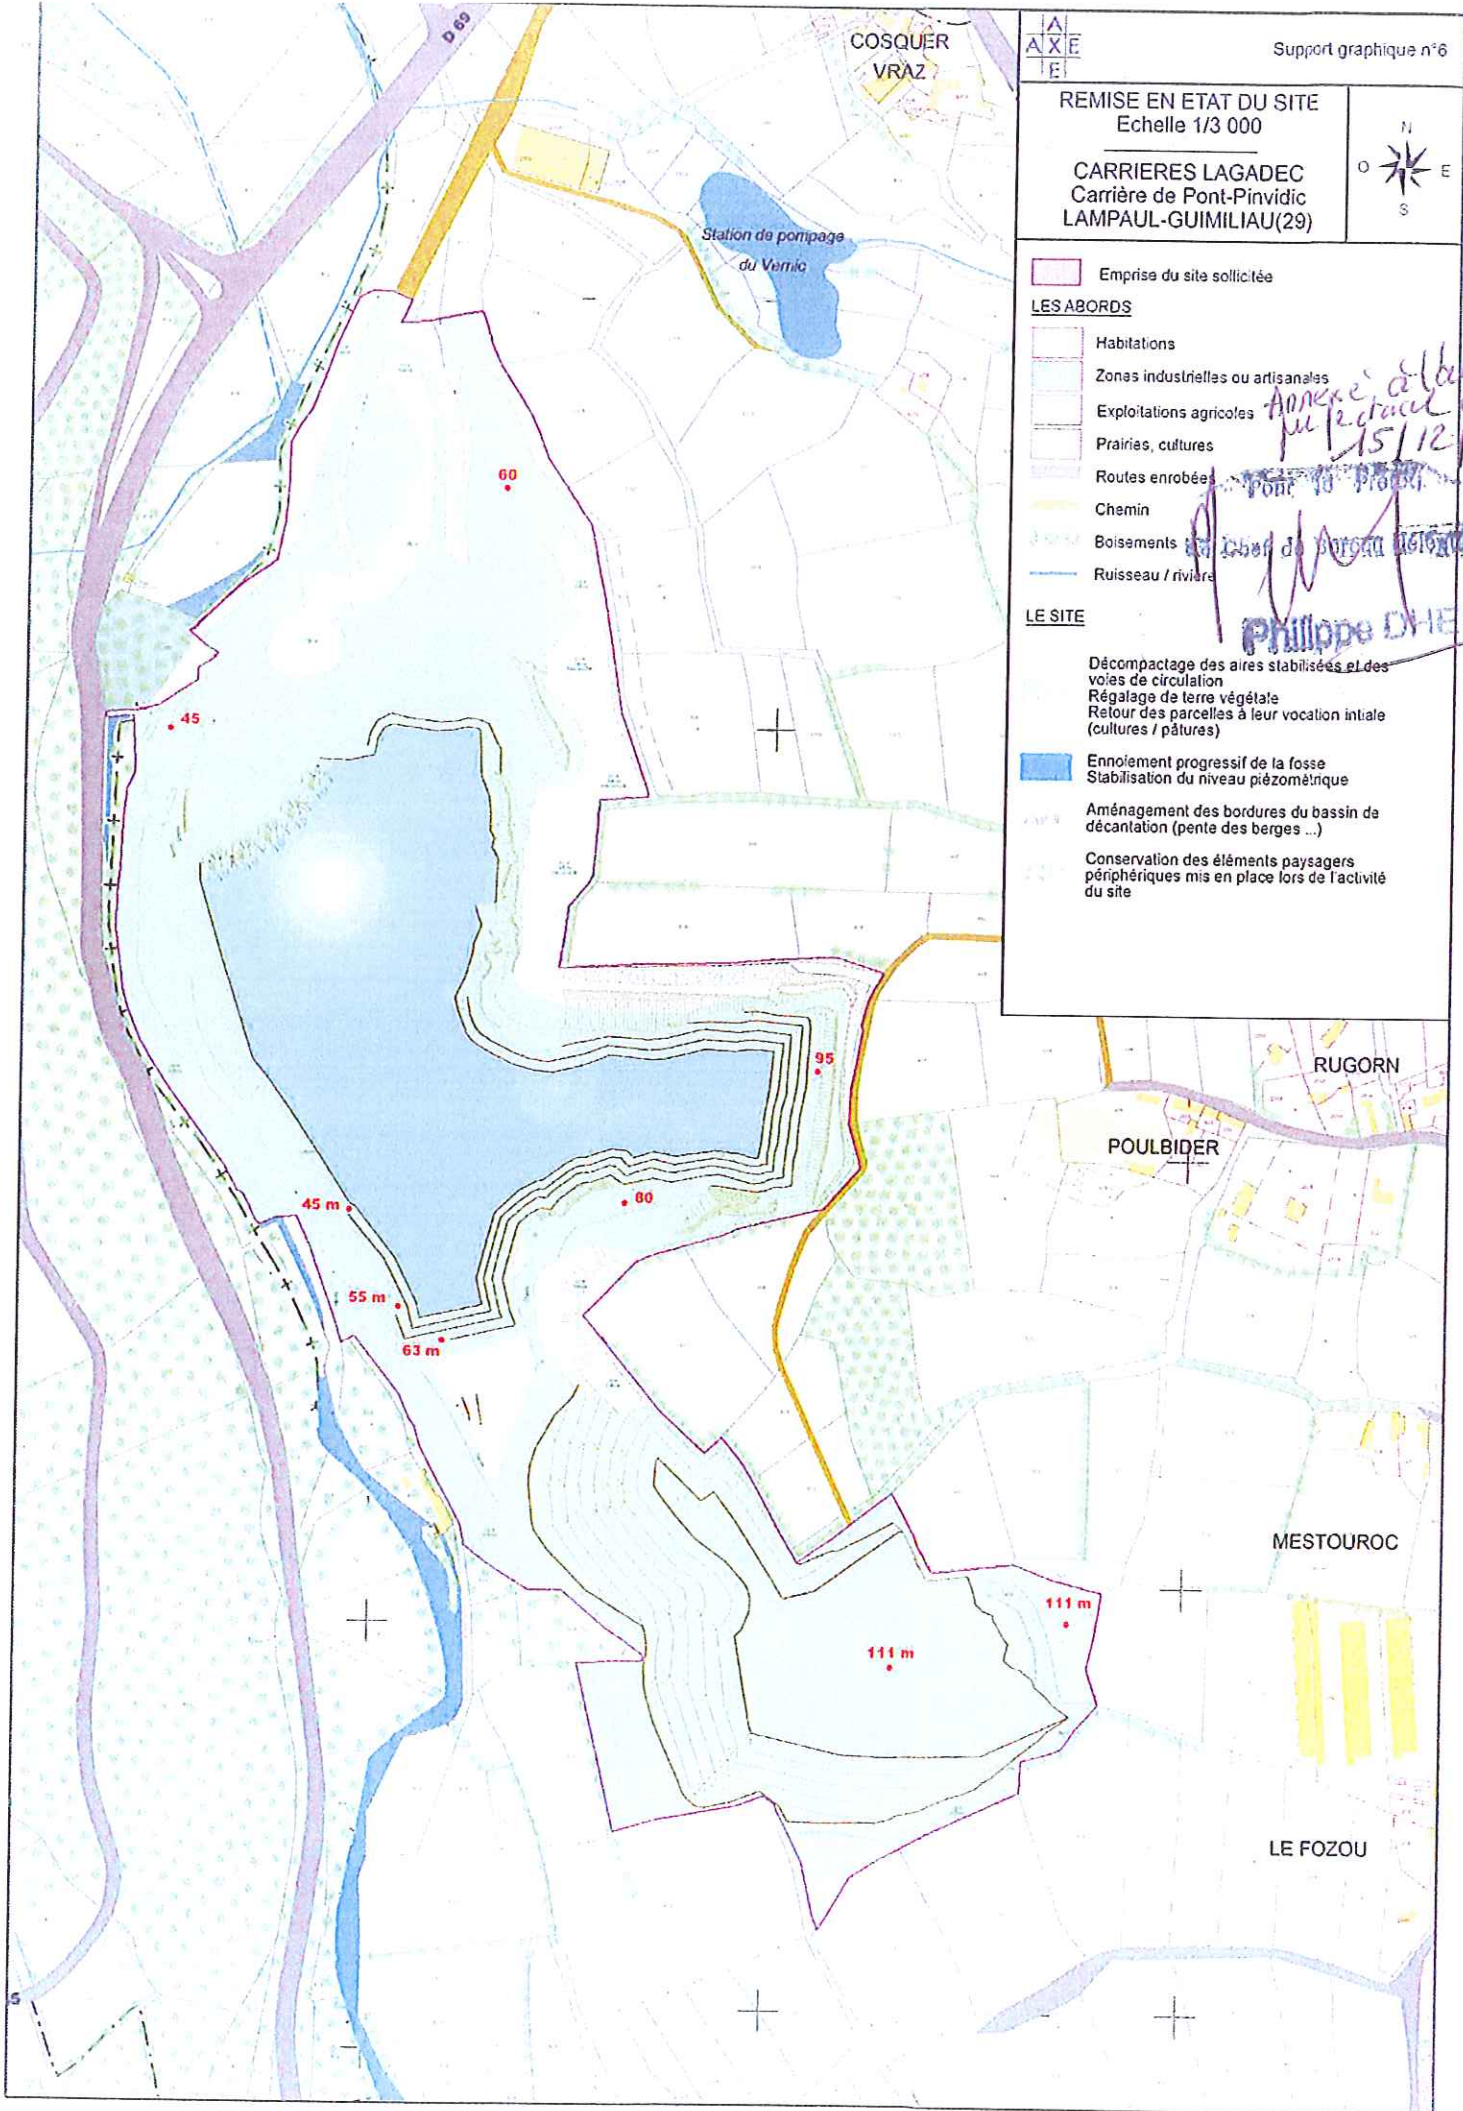 D 69
COSQUER
VRAZ
Station de pompage
du Vernic
A
A X E
E
Support graphique n°6
REMISE EN ETAT DU SITE
Echelle 1/3 000
CARRIERES LAGADEC
Carrière de Pont-Pinvidic
LAMPAUL-GUIMILIAU(29)
N
O E
S
Emprise du site sollicitée
LES ABORDS
Habitations
Zones industrielles ou artisanales
Exploitations agricoles
Prairies, cultures
Routes enrobées
Chemin
Boisements
Ruisseau / rivière
Annexé à
15/12
Pour
Philippe DHE
LE SITE
Décompactage des aires stabilisées et des
voies de circulation
Régalage de terre végétale
Retour des parcelles à leur vocation intiale
(cultures / pâtures)
Ennoiement progressif de la fosse
Stabilisation du niveau piézométrique
Aménagement des bordures du bassin de
décantation (pente des berges ...)
Conservation des éléments paysagers
périphériques mis en place lors de l'activité
du site
60
45
95
80
45 m
55 m
63 m
111 m
111 m
RUGORN
POULBIDER
MESTOUROC
LE FOZOU